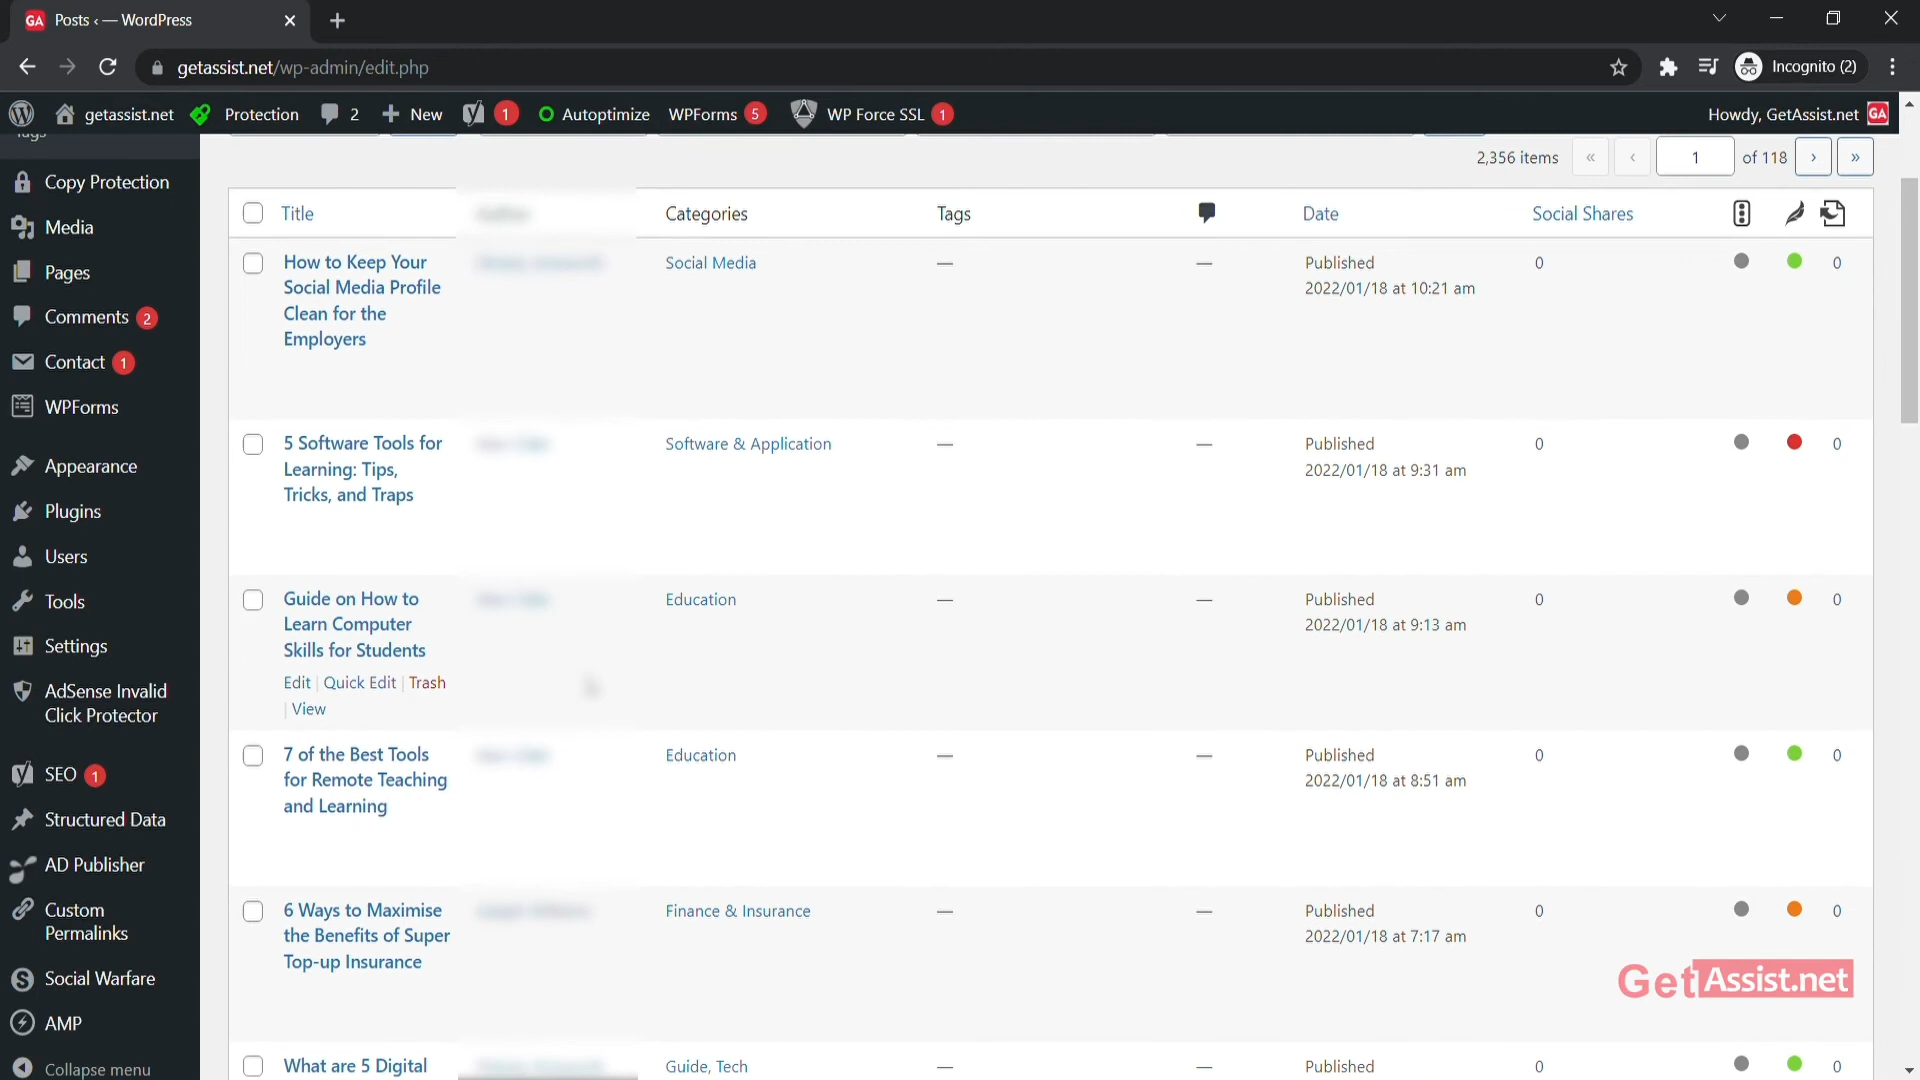 GA Posts ‹ — WordPress
getassist.net/wp-admin/edit.php
Incognito (2)
getassist.net Protection 2 New 1 Autoptimize WPForms 5 WP Force SSL 1 Howdy, GetAssist.net GA
Tags
Copy Protection
Media
Pages
Comments 2
Contact 1
WPForms
Appearance
Plugins
Users
Tools
Settings
AdSense Invalid
Click Protector
SEO 1
Structured Data
AD Publisher
Custom
Permalinks
Social Warfare
AMP
Collapse menu
2,356 items « ‹ 1 of 118 › »
Title Categories Tags Date Social Shares
How to Keep Your
Social Media Profile
Clean for the
Employers
Social Media — — Published 0 0
2022/01/18 at 10:21 am
5 Software Tools for
Learning: Tips,
Tricks, and Traps
Software & Application — — Published 0 0
2022/01/18 at 9:31 am
Guide on How to
Learn Computer
Skills for Students
Edit | Quick Edit | Trash
| View
Education — — Published 0 0
2022/01/18 at 9:13 am
7 of the Best Tools
for Remote Teaching
and Learning
Education — — Published 0 0
2022/01/18 at 8:51 am
6 Ways to Maximise
the Benefits of Super
Top-up Insurance
Finance & Insurance — — Published 0 0
2022/01/18 at 7:17 am
What are 5 Digital
Guide, Tech — — Published 0 0
GetAssist.net